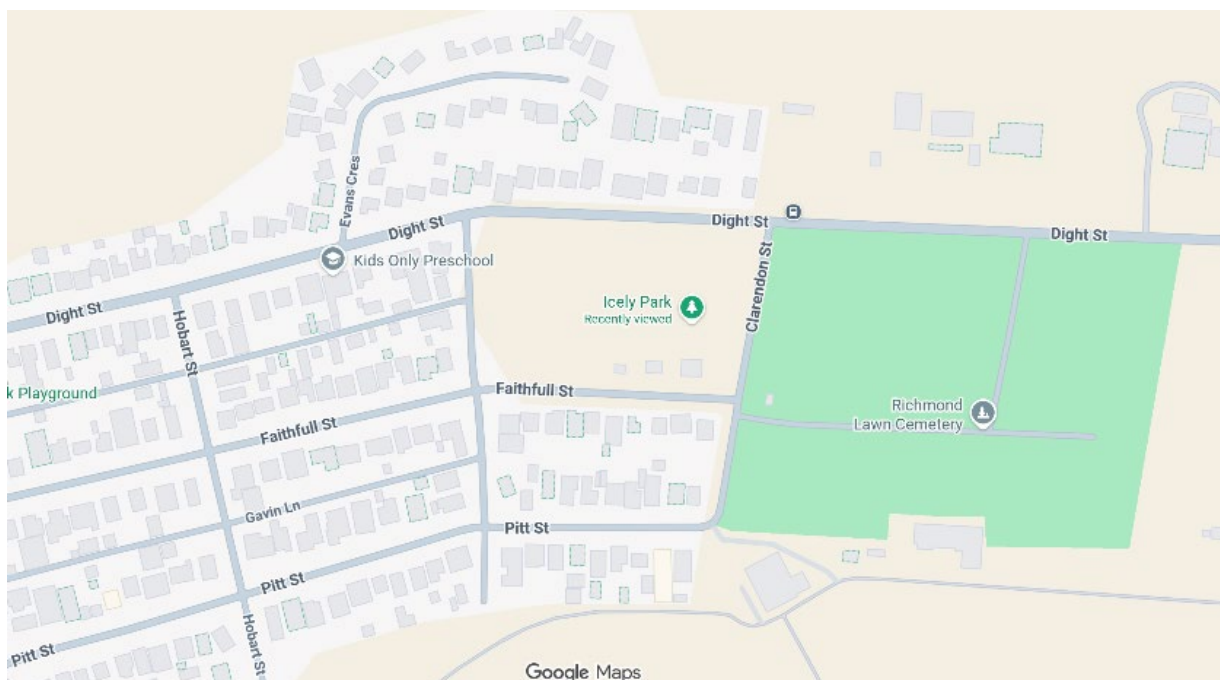 Evans Cres
Dight St
Dight St
Dight St
Kids Only Preschool
Clarendon St
Icely Park
Recently viewed
Dight St
Hobart St
k Playground
Faithfull St
Richmond
Lawn Cemetery
Faithfull St
Gavin Ln
Pitt St
Pitt St
Hobart St
Pitt St
Google Maps